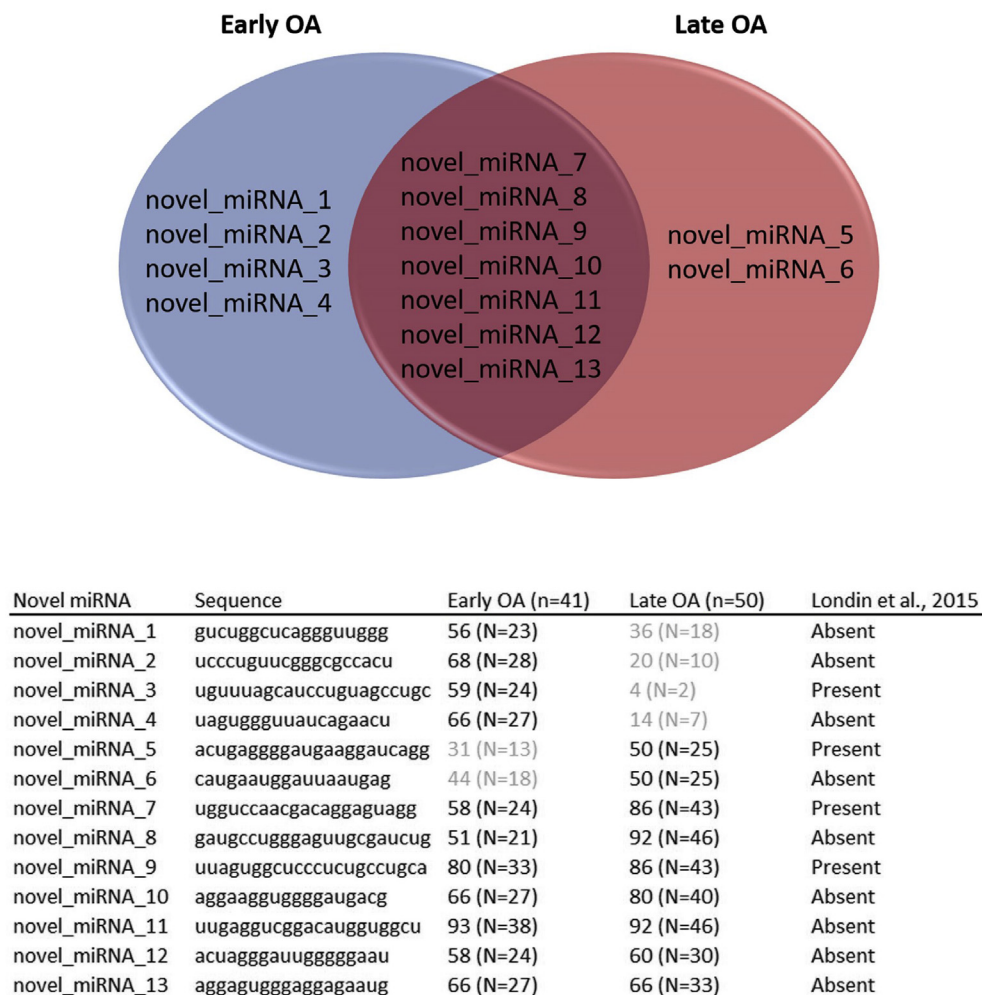 Early OA
Late OA
novel_miRNA_1
novel_miRNA_2
novel_miRNA_3
novel_miRNA_4
novel_miRNA_7
novel_miRNA_8
novel_miRNA_9
novel_miRNA_10
novel_miRNA_11
novel_miRNA_12
novel_miRNA_13
novel_miRNA_5
novel_miRNA_6
Novel miRNA Sequence Early OA (n=41) Late OA (n=50) Londin et al., 2015
novel_miRNA_1 gucuggcucaggguuggg 56 (N=23) 36 (N=18) Absent
novel_miRNA_2 ucccuguucgggcgccacu 68 (N=28) 20 (N=10) Absent
novel_miRNA_3 uguuuagcauccuguagccugc 59 (N=24) 4 (N=2) Present
novel_miRNA_4 uaguggguuaucagaacu 66 (N=27) 14 (N=7) Absent
novel_miRNA_5 acugaggggaugaaggaucagg 31 (N=13) 50 (N=25) Present
novel_miRNA_6 caugaauggauuaaugag 44 (N=18) 50 (N=25) Absent
novel_miRNA_7 ugguccaacgacaggaguagg 58 (N=24) 86 (N=43) Present
novel_miRNA_8 gaugccugggaguugcgaucug 51 (N=21) 92 (N=46) Absent
novel_miRNA_9 uuaguggcucccucugccugca 80 (N=33) 86 (N=43) Present
novel_miRNA_10 aggaagguggggaugacg 66 (N=27) 80 (N=40) Absent
novel_miRNA_11 uugaggucggacaugguggcu 93 (N=38) 92 (N=46) Absent
novel_miRNA_12 acuagggauugggggaau 58 (N=24) 60 (N=30) Absent
novel_miRNA_13 aggagugggaggagaaug 66 (N=27) 66 (N=33) Absent